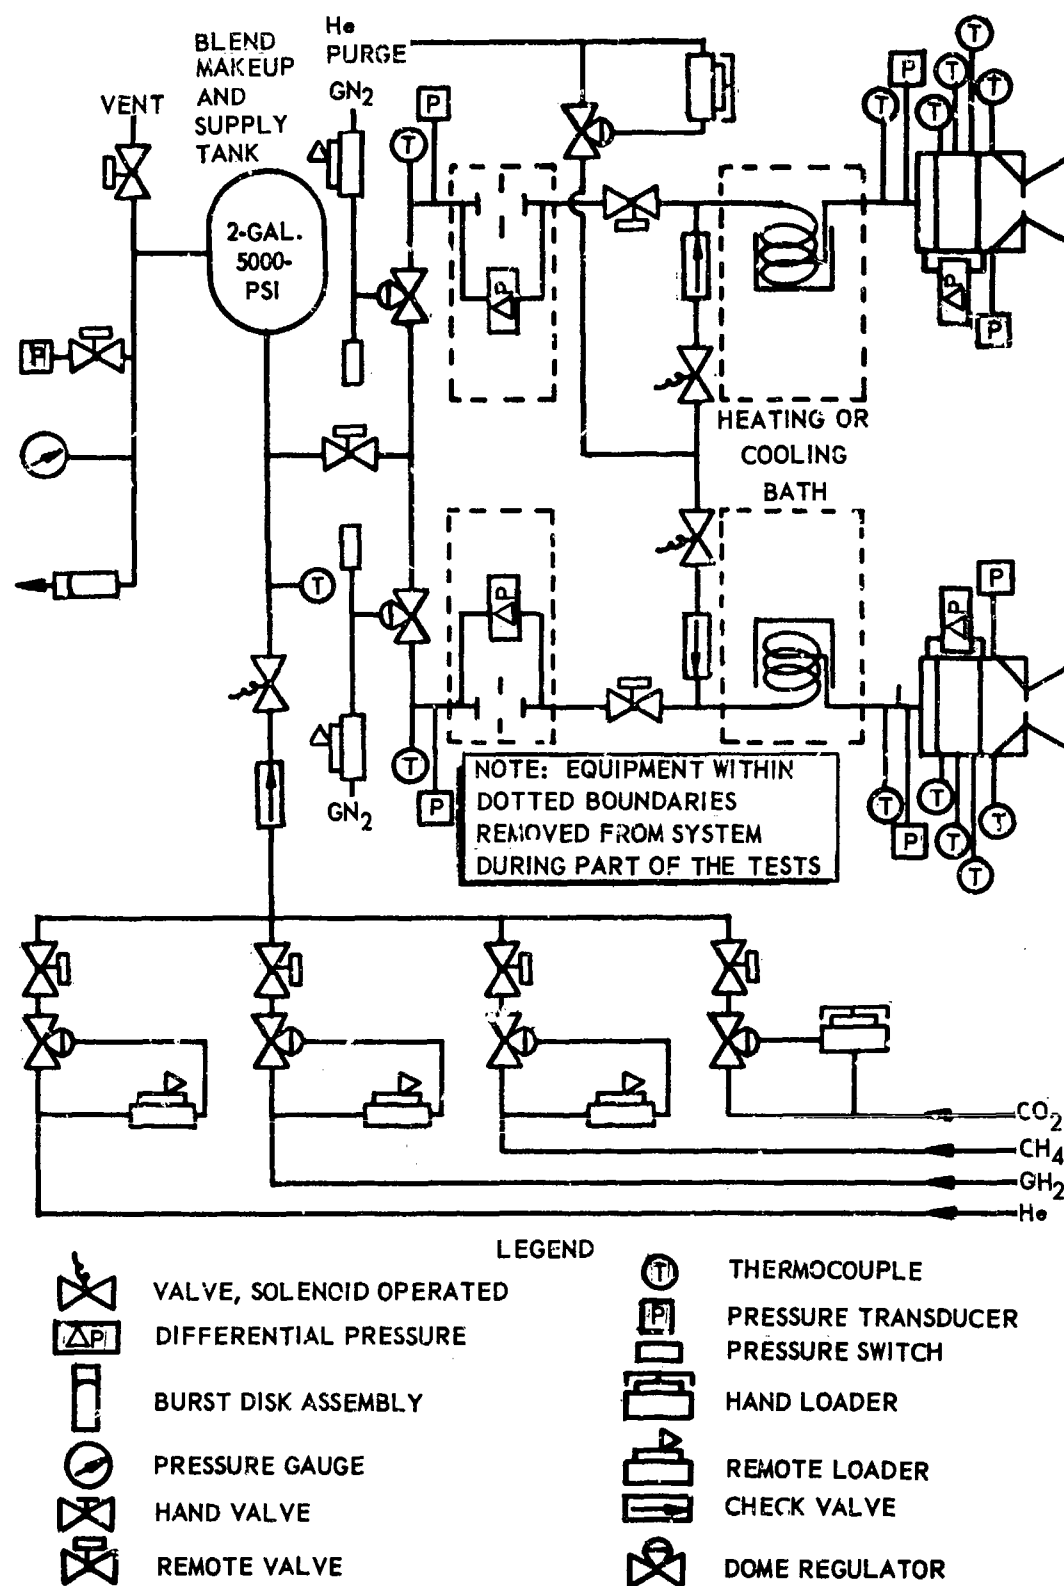 He
PURGE
BLEND
MAKEUP
AND
SUPPLY
TANK
VENT
GN2
P
T
2-GAL.
5000-
PSI
P
T
P
T
T
T
T
T
△P
P
△P
P
HEATING OR
COOLING
BATH
T
△P
△P
P
T
P
GN2
T
P
T
T
T
T
NOTE: EQUIPMENT WITHIN
DOTTED BOUNDARIES
REMOVED FROM SYSTEM
DURING PART OF THE TESTS
CO2
CH4
GH2
He
LEGEND
VALVE, SOLENOID OPERATED
△P DIFFERENTIAL PRESSURE
BURST DISK ASSEMBLY
PRESSURE GAUGE
HAND VALVE
REMOTE VALVE
T THERMOCOUPLE
P PRESSURE TRANSDUCER
PRESSURE SWITCH
HAND LOADER
REMOTE LOADER
CHECK VALVE
DOME REGULATOR